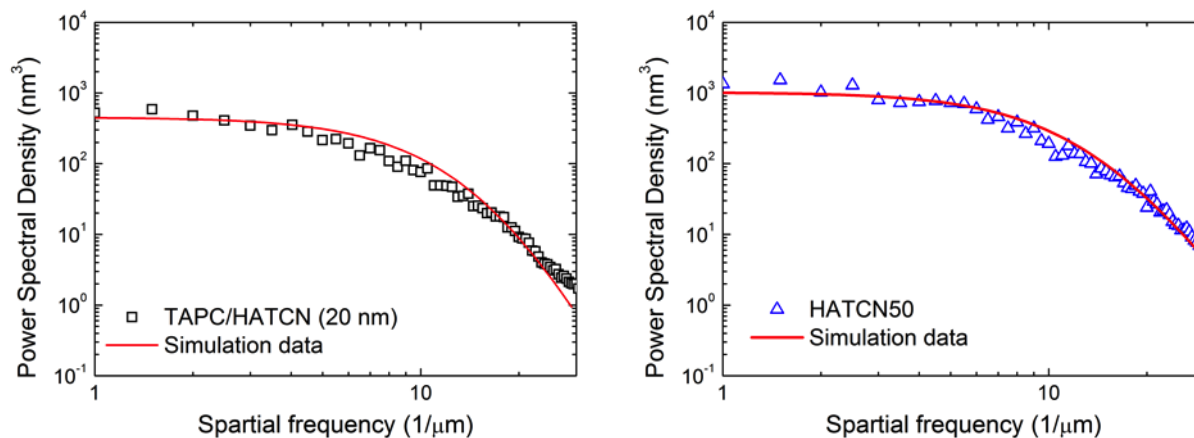 Power Spectral Density (nm³)
10⁴
10³
10²
10¹
10⁰
10⁻¹
TAPC/HATCN (20 nm)
Simulation data
1 10
Spartial frequency (1/μm)
Power Spectral Density (nm³)
10⁴
10³
10²
10¹
10⁰
10⁻¹
HATCN50
Simulation data
1 10
Spartial frequency (1/μm)